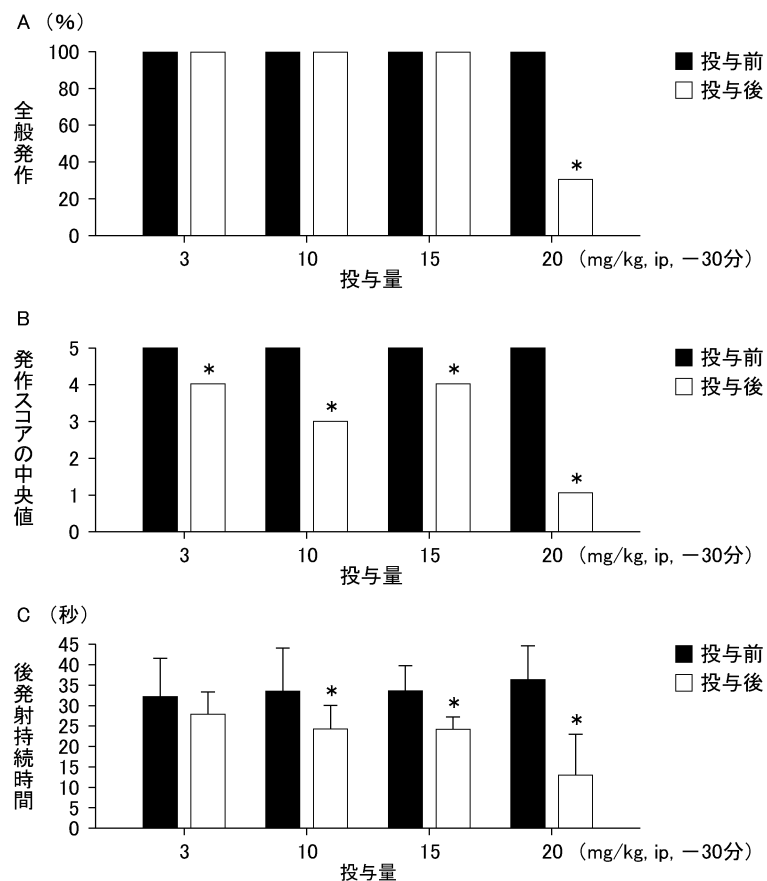 A (%)
100
80
60
40
20
0
全般発作
* 
投与前
投与後
3 10 15 20 (mg/kg, ip, －30分)
投与量
B
5
4
3
2
1
0
発作スコアの中央値
* * * *
投与前
投与後
3 10 15 20 (mg/kg, ip, －30分)
投与量
C (秒)
45
40
35
30
25
20
15
10
5
0
後発射持続時間
* * *
投与前
投与後
3 10 15 20 (mg/kg, ip, －30分)
投与量